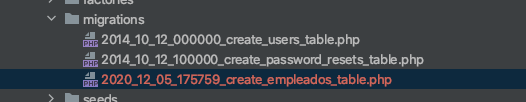 factories
migrations
PHP 2014_10_12_000000_create_users_table.php
PHP 2014_10_12_100000_create_password_resets_table.php
PHP 2020_12_05_175759_create_empleados_table.php
seeds